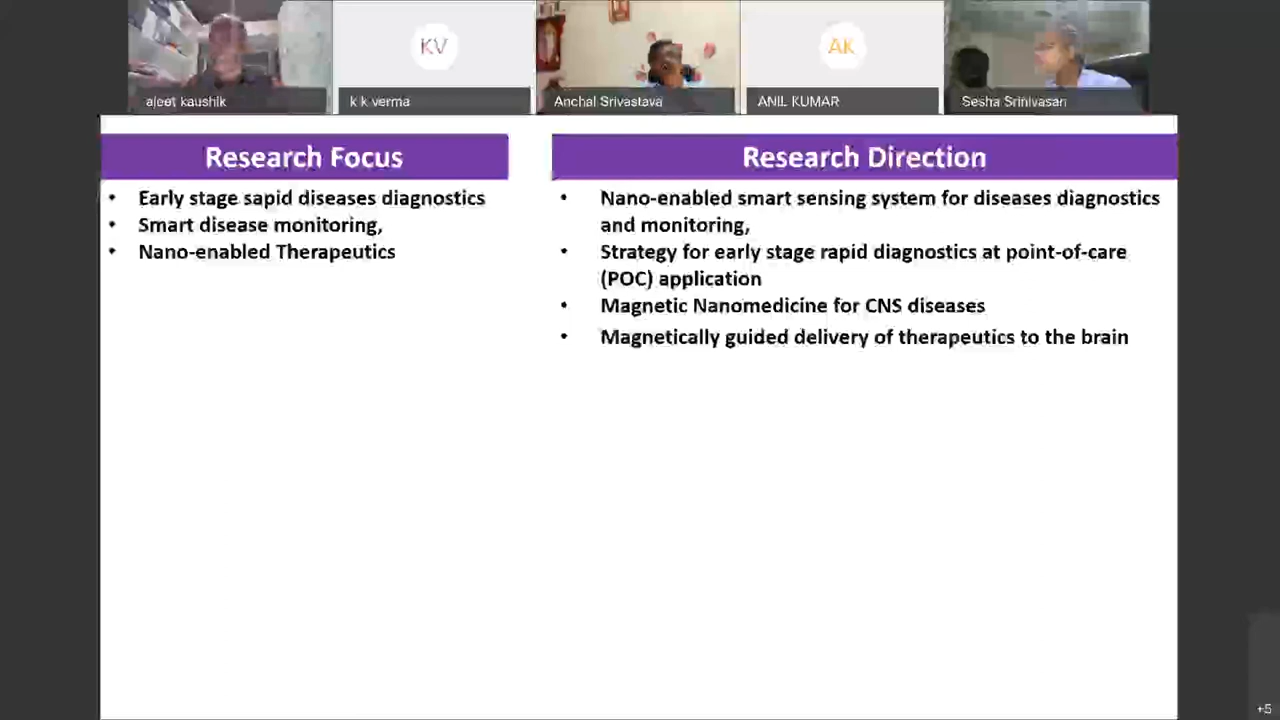 KV
AK
ajeet kaushik
k k verma
Anchal Srivastava
ANIL KUMAR
Sesha Srinivasan
Research Focus
• Early stage sapid diseases diagnostics
• Smart disease monitoring,
• Nano-enabled Therapeutics
Research Direction
• Nano-enabled smart sensing system for diseases diagnostics
and monitoring,
• Strategy for early stage rapid diagnostics at point-of-care
(POC) application
• Magnetic Nanomedicine for CNS diseases
• Magnetically guided delivery of therapeutics to the brain
+5